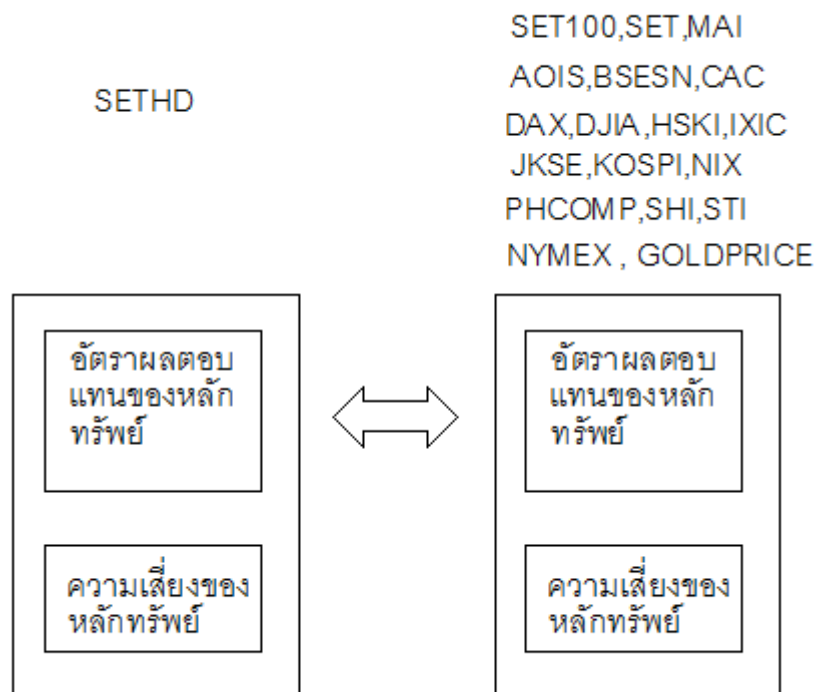 SETHD
SET100,SET,MAI
AOIS,BSESN,CAC
DAX,DJIA,HSKI,IXIC
JKSE,KOSPI,NIX
PHCOMP,SHI,STI
NYMEX , GOLDPRICE
อัตราผลตอบ
แทนของหลัก
ทรัพย์
ความเสี่ยงของ
หลักทรัพย์
อัตราผลตอบ
แทนของหลัก
ทรัพย์
ความเสี่ยงของ
หลักทรัพย์